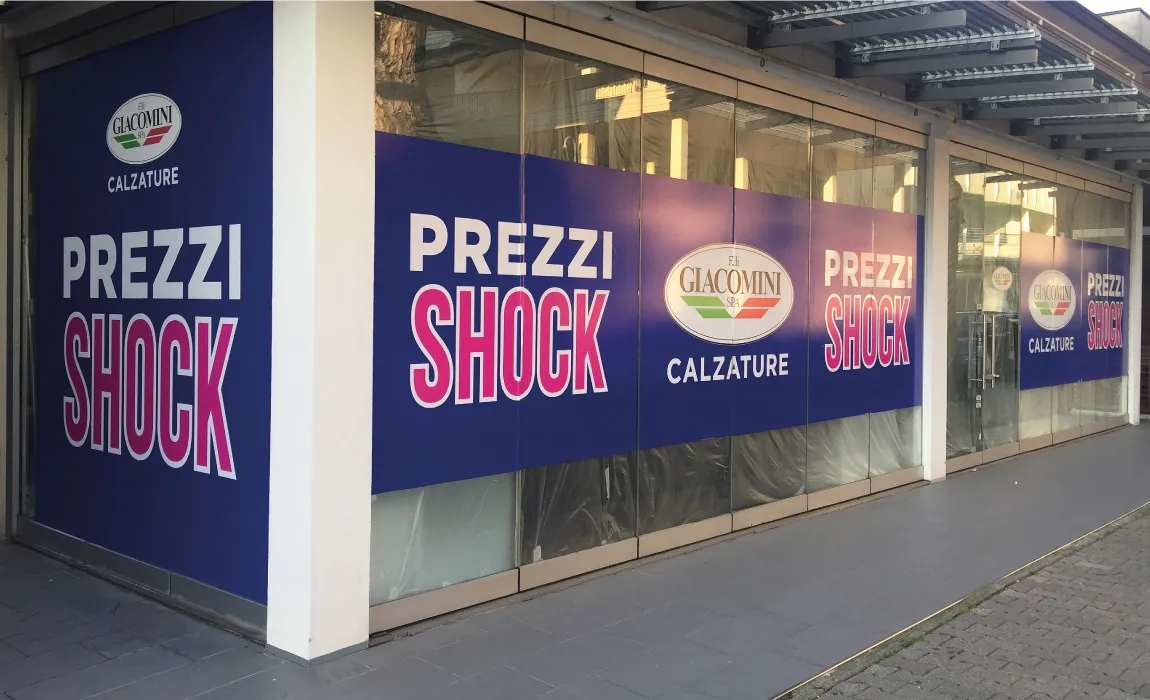 F.lli
GIACOMINI
SPA
CALZATURE
PREZZI
SHOCK
PREZZI
SHOCK
F.lli
GIACOMINI
SPA
CALZATURE
PREZZI
SHOCK
GIACOMINI
CALZATURE
PREZZI
SHOCK